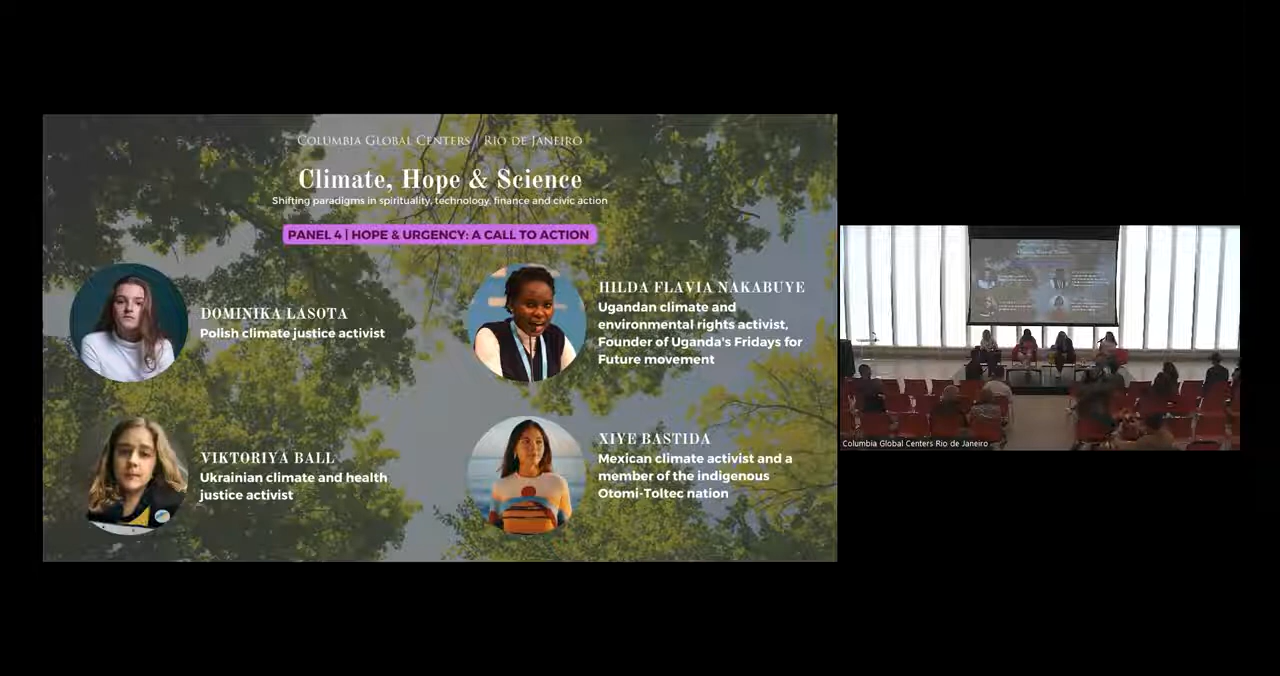 COLUMBIA GLOBAL CENTERS | RIO DE JANEIRO
Climate, Hope & Science
Shifting paradigms in spirituality, technology, finance and civic action
PANEL 4 | HOPE & URGENCY: A CALL TO ACTION
DOMINIKA LASOTA
Polish climate justice activist
HILDA FLAVIA NAKABUYE
Ugandan climate and
environmental rights activist,
Founder of Uganda's Fridays for
Future movement
VIKTORIYA BALL
Ukrainian climate and health
justice activist
XIYE BASTIDA
Mexican climate activist and a
member of the indigenous
Otomi-Toltec nation
Columbia Global Centers Rio de Janeiro